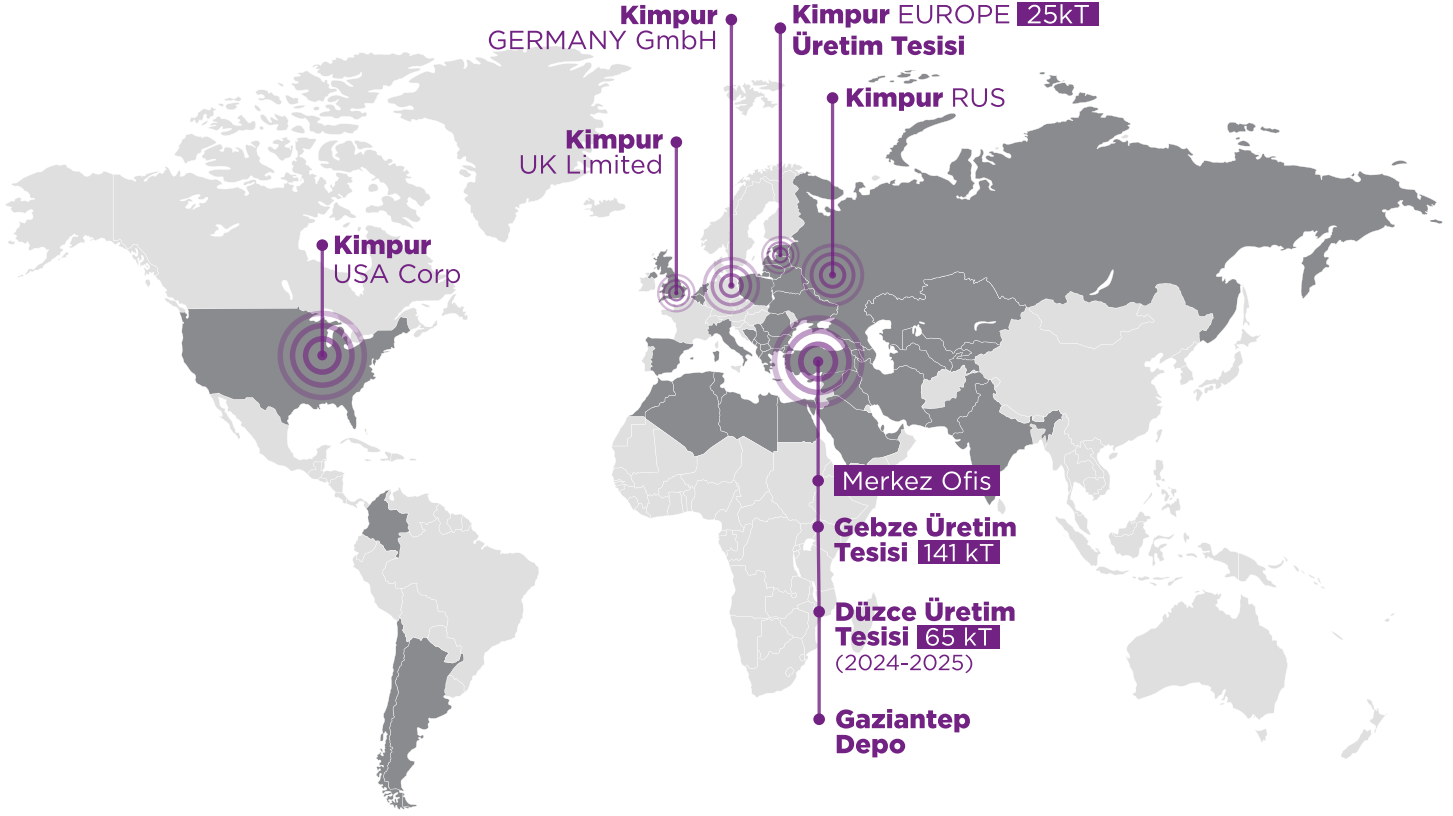 Kimpur
GERMANY GmbH
Kimpur EUROPE 25kT
Üretim Tesisi
Kimpur RUS
Kimpur
UK Limited
Kimpur
USA Corp
Merkez Ofis
Gebze Üretim
Tesisi 141 kT
Düzce Üretim
Tesisi 65 kT
(2024-2025)
Gaziantep
Depo